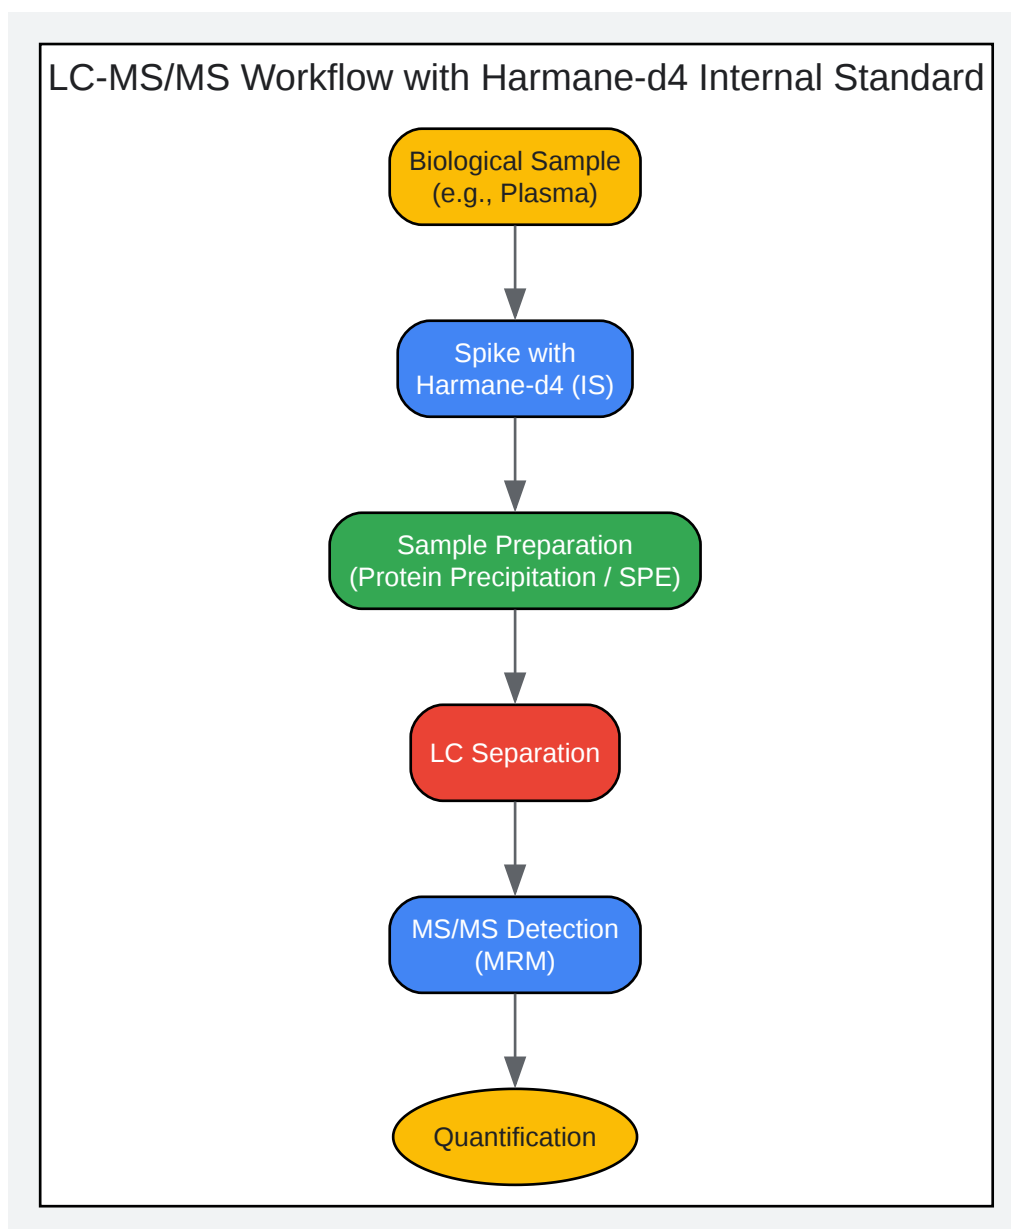 LC-MS/MS Workflow with Harmane-d4 Internal Standard
Biological Sample
(e.g., Plasma)
Spike with
Harmane-d4 (IS)
Sample Preparation
(Protein Precipitation / SPE)
LC Separation
MS/MS Detection
(MRM)
Quantification